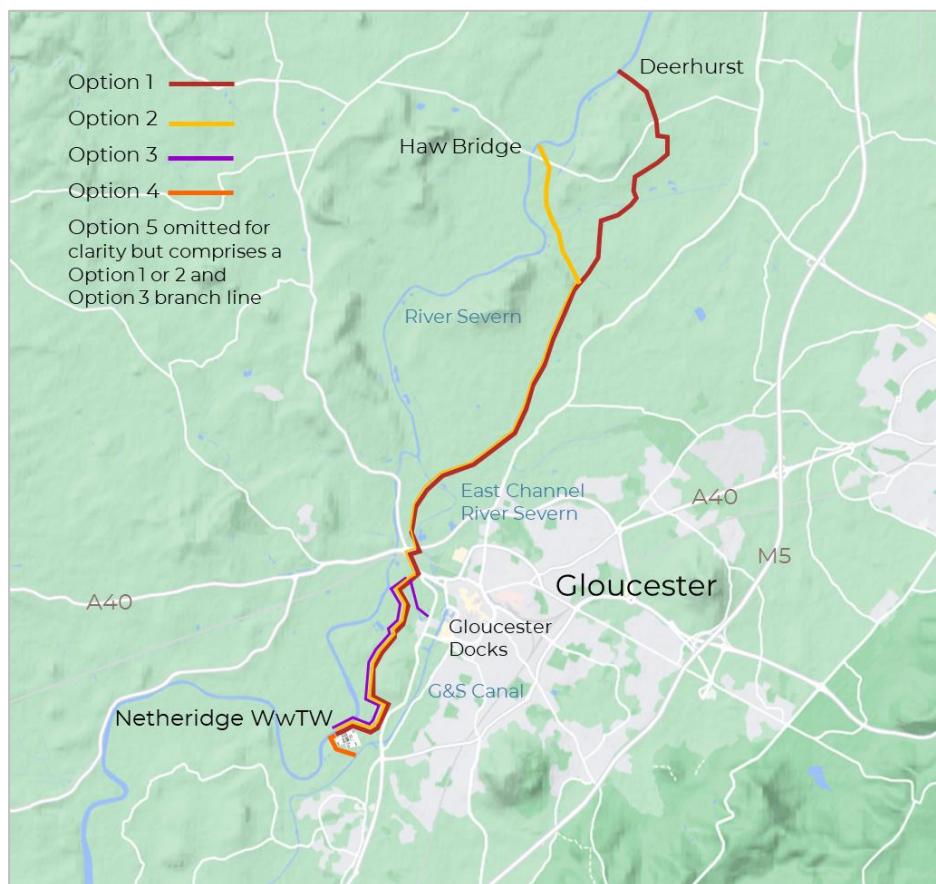 Deerhurst
Option 1
Option 2
Haw Bridge
Option 3
Option 4
Option 5 omitted for
clarity but comprises a
Option 1 or 2 and
Option 3 branch line
River Severn
East Channel
River Severn
A40
M5
Gloucester
A40
Gloucester
Docks
G&S Canal
Netheridge WwTW